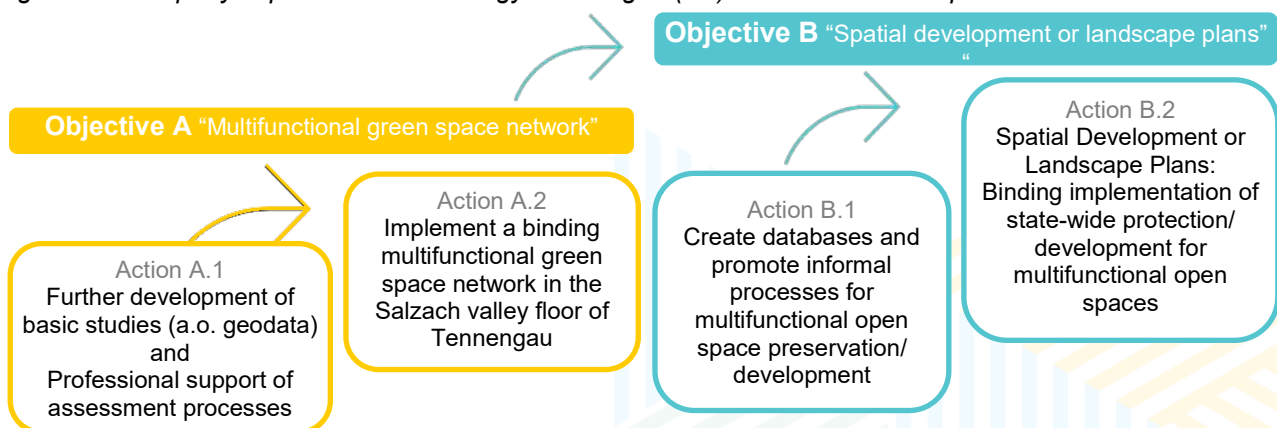 Objective B “Spatial development or landscape plans”
“
Objective A “Multifunctional green space network”
Action A.1
Further development of
basic studies (a.o. geodata)
and
Professional support of
assessment processes
Action A.2
Implement a binding
multifunctional green
space network in the
Salzach valley floor of
Tennengau
Action B.1
Create databases and
promote informal
processes for
multifunctional open
space preservation/
development
Action B.2
Spatial Development or
Landscape Plans:
Binding implementation of
state-wide protection/
development for
multifunctional open
spaces